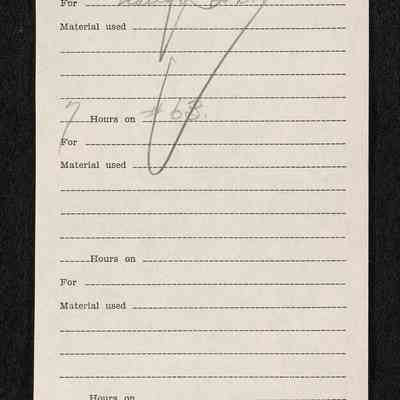 For
Material used
7 Hours on #63.
For
Material used
Hours on
For
Material used
Hours on